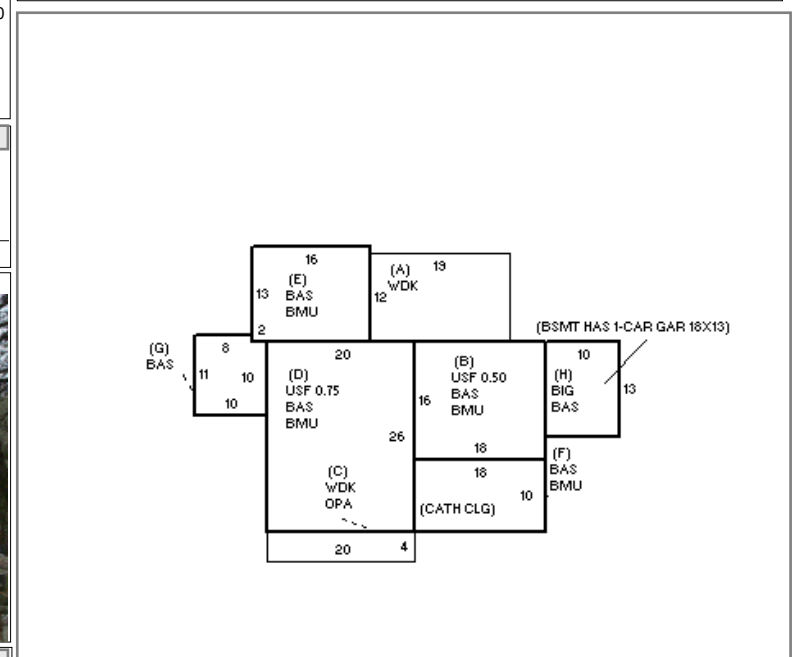 16
(E)
BAS
BMU
13
2
(A)
WDK
19
12
(BSMT HAS 1-CAR GAR 18X13)
(G)
BAS
8
11
10
10
20
(D)
USF 0.75
BAS
BMU
26
(B)
USF 0.50
BAS
BMU
16
18
10
(H)
BIG
BAS
13
(F)
BAS
BMU
18
10
(CATH CLG)
(C)
WDK
OPA
20
4